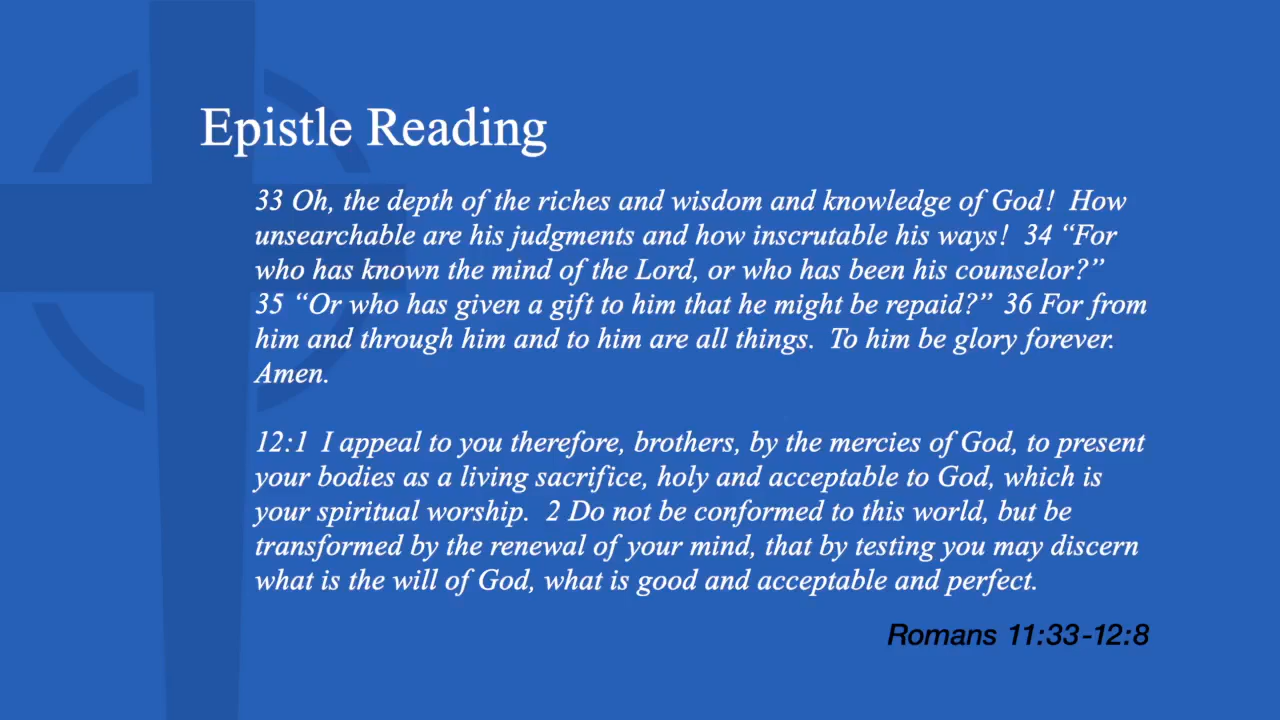 Epistle Reading
33 Oh, the depth of the riches and wisdom and knowledge of God!  How
unsearchable are his judgments and how inscrutable his ways!  34 “For
who has known the mind of the Lord, or who has been his counselor?”
35 “Or who has given a gift to him that he might be repaid?”  36 For from
him and through him and to him are all things.  To him be glory forever.
Amen.
12:1  I appeal to you therefore, brothers, by the mercies of God, to present
your bodies as a living sacrifice, holy and acceptable to God, which is
your spiritual worship.  2 Do not be conformed to this world, but be
transformed by the renewal of your mind, that by testing you may discern
what is the will of God, what is good and acceptable and perfect.
Romans 11:33-12:8